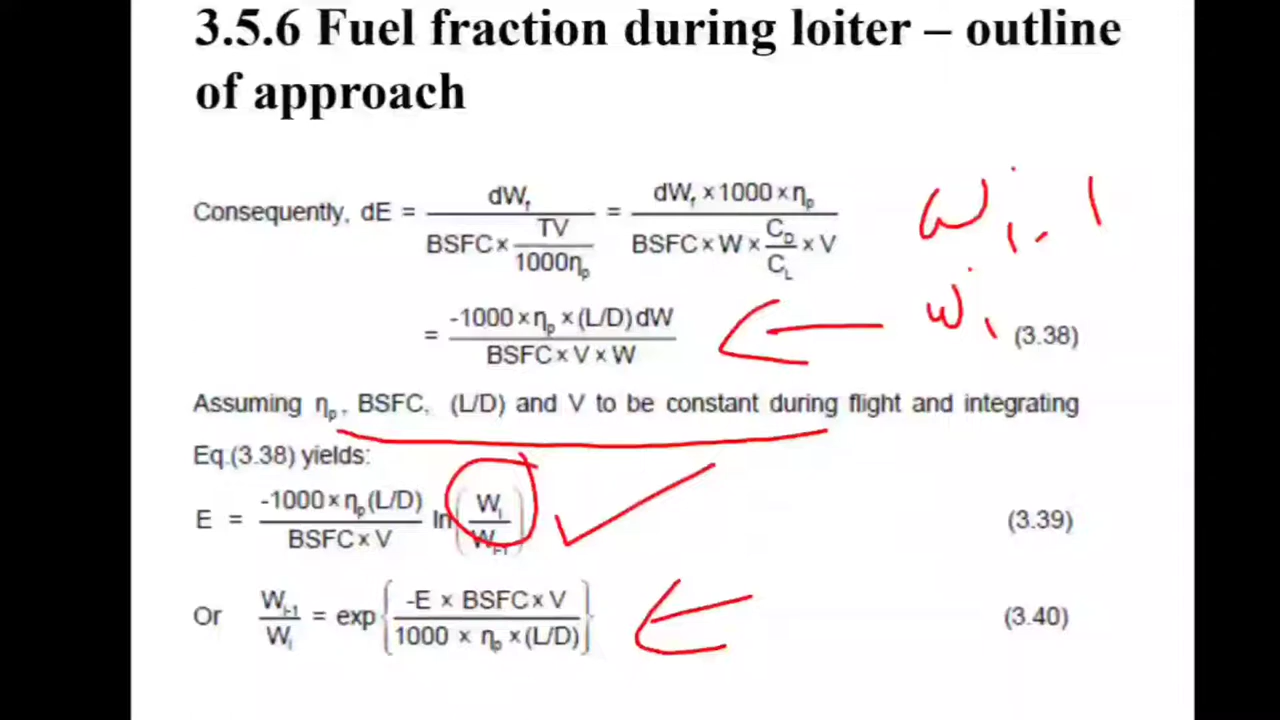 3.5.6 Fuel fraction during loiter – outline
of approach
Consequently, dE = dW_f / (BSFC × TV / (1000η_p)) = (dW_f × 1000 × η_p) / (BSFC × W × C_D / C_L × V)
W_i-1
= (-1000 × η_p × (L/D) dW) / (BSFC × V × W) (3.38)
W_i
Assuming η_p, BSFC, (L/D) and V to be constant during flight and integrating
Eq.(3.38) yields:
E = (-1000 × η_p (L/D)) / (BSFC × V) ln (W_i / W_i-1) (3.39)
Or W_i-1 / W_i = exp { (-E × BSFC × V) / (1000 × η_p × (L/D)) } (3.40)